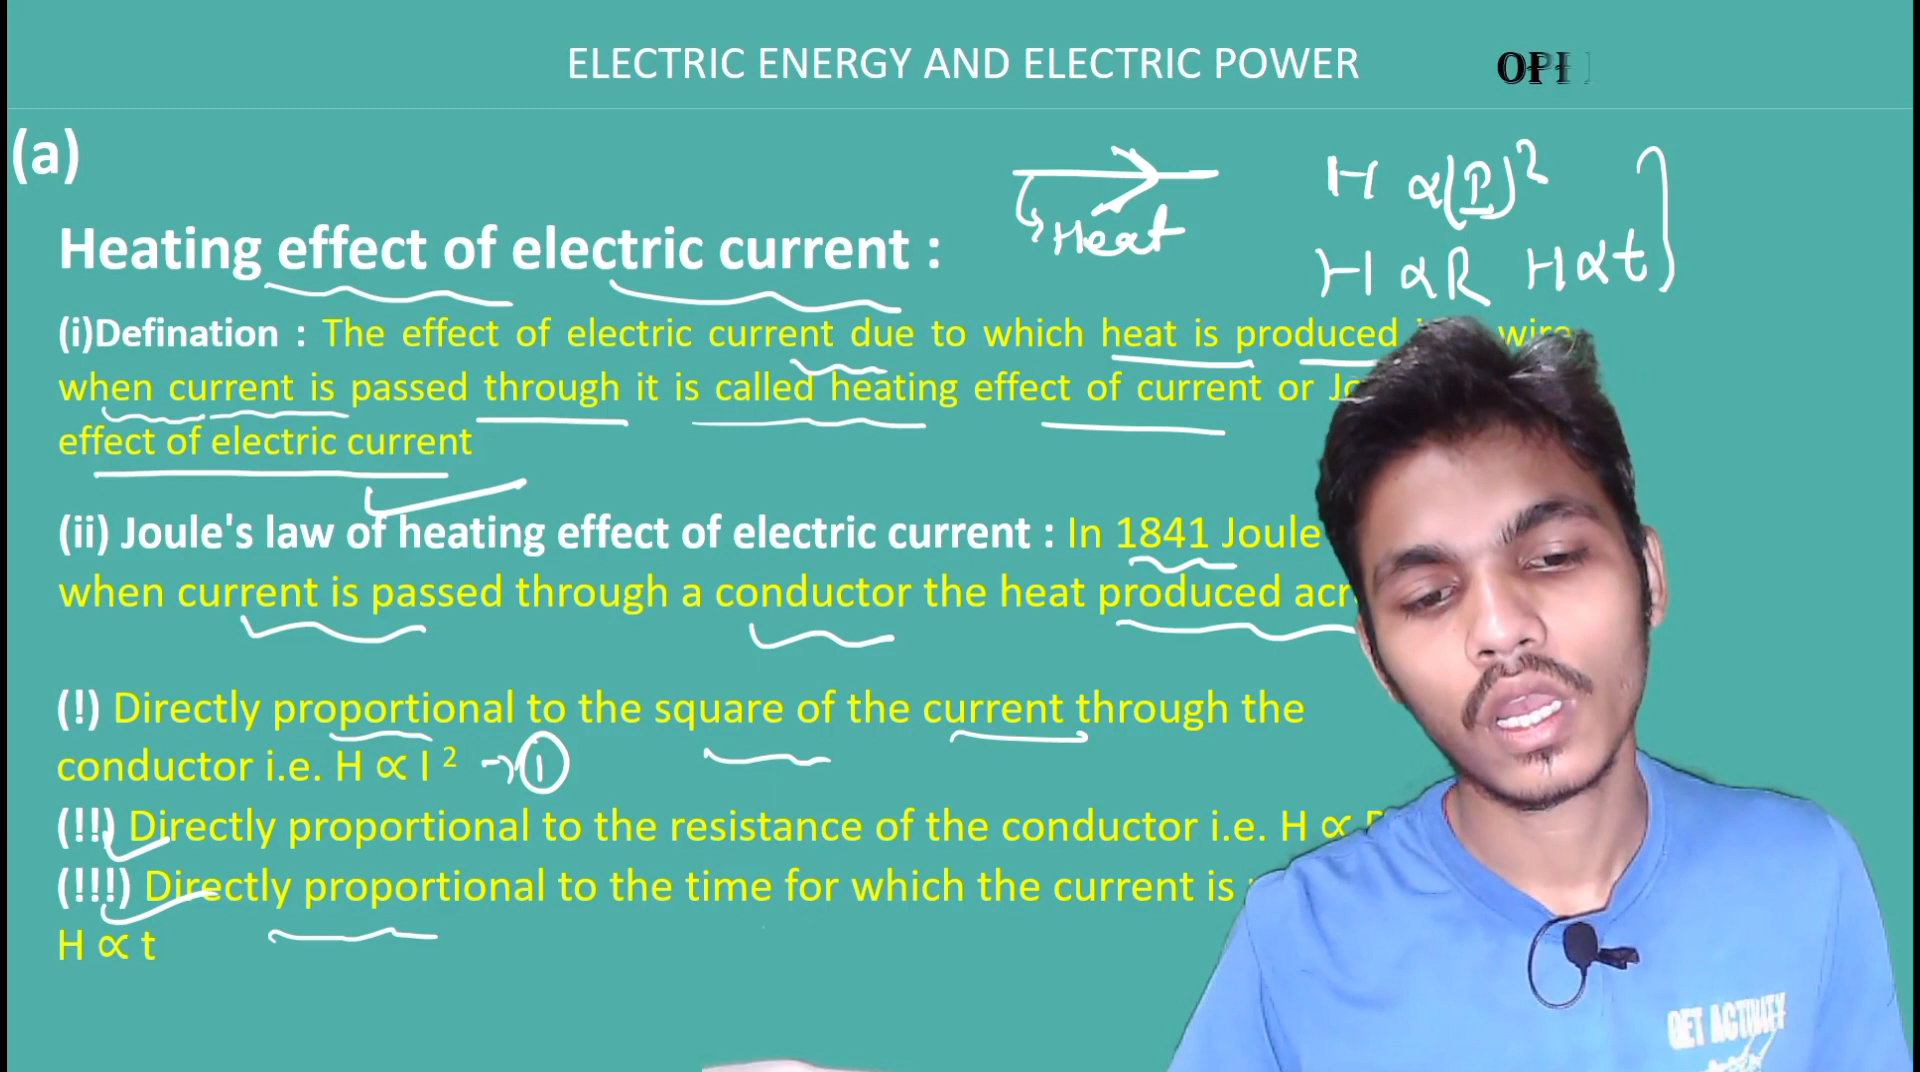 ELECTRIC ENERGY AND ELECTRIC POWER
(a)
Heat
H ∝(I)²
H ∝R H∝t
Heating effect of electric current :
(i)Defination : The effect of electric current due to which heat is produced wire
when current is passed through it is called heating effect of current or
effect of electric current
(ii) Joule's law of heating effect of electric current : In 1841 Joule
when current is passed through a conductor the heat produced
(!) Directly proportional to the square of the current through the
conductor i.e. H ∝ I ² →①
(!!) Directly proportional to the resistance of the conductor i.e. H ∝
(!!!) Directly proportional to the time for which the current is
H ∝ t
GET ACTIVITY